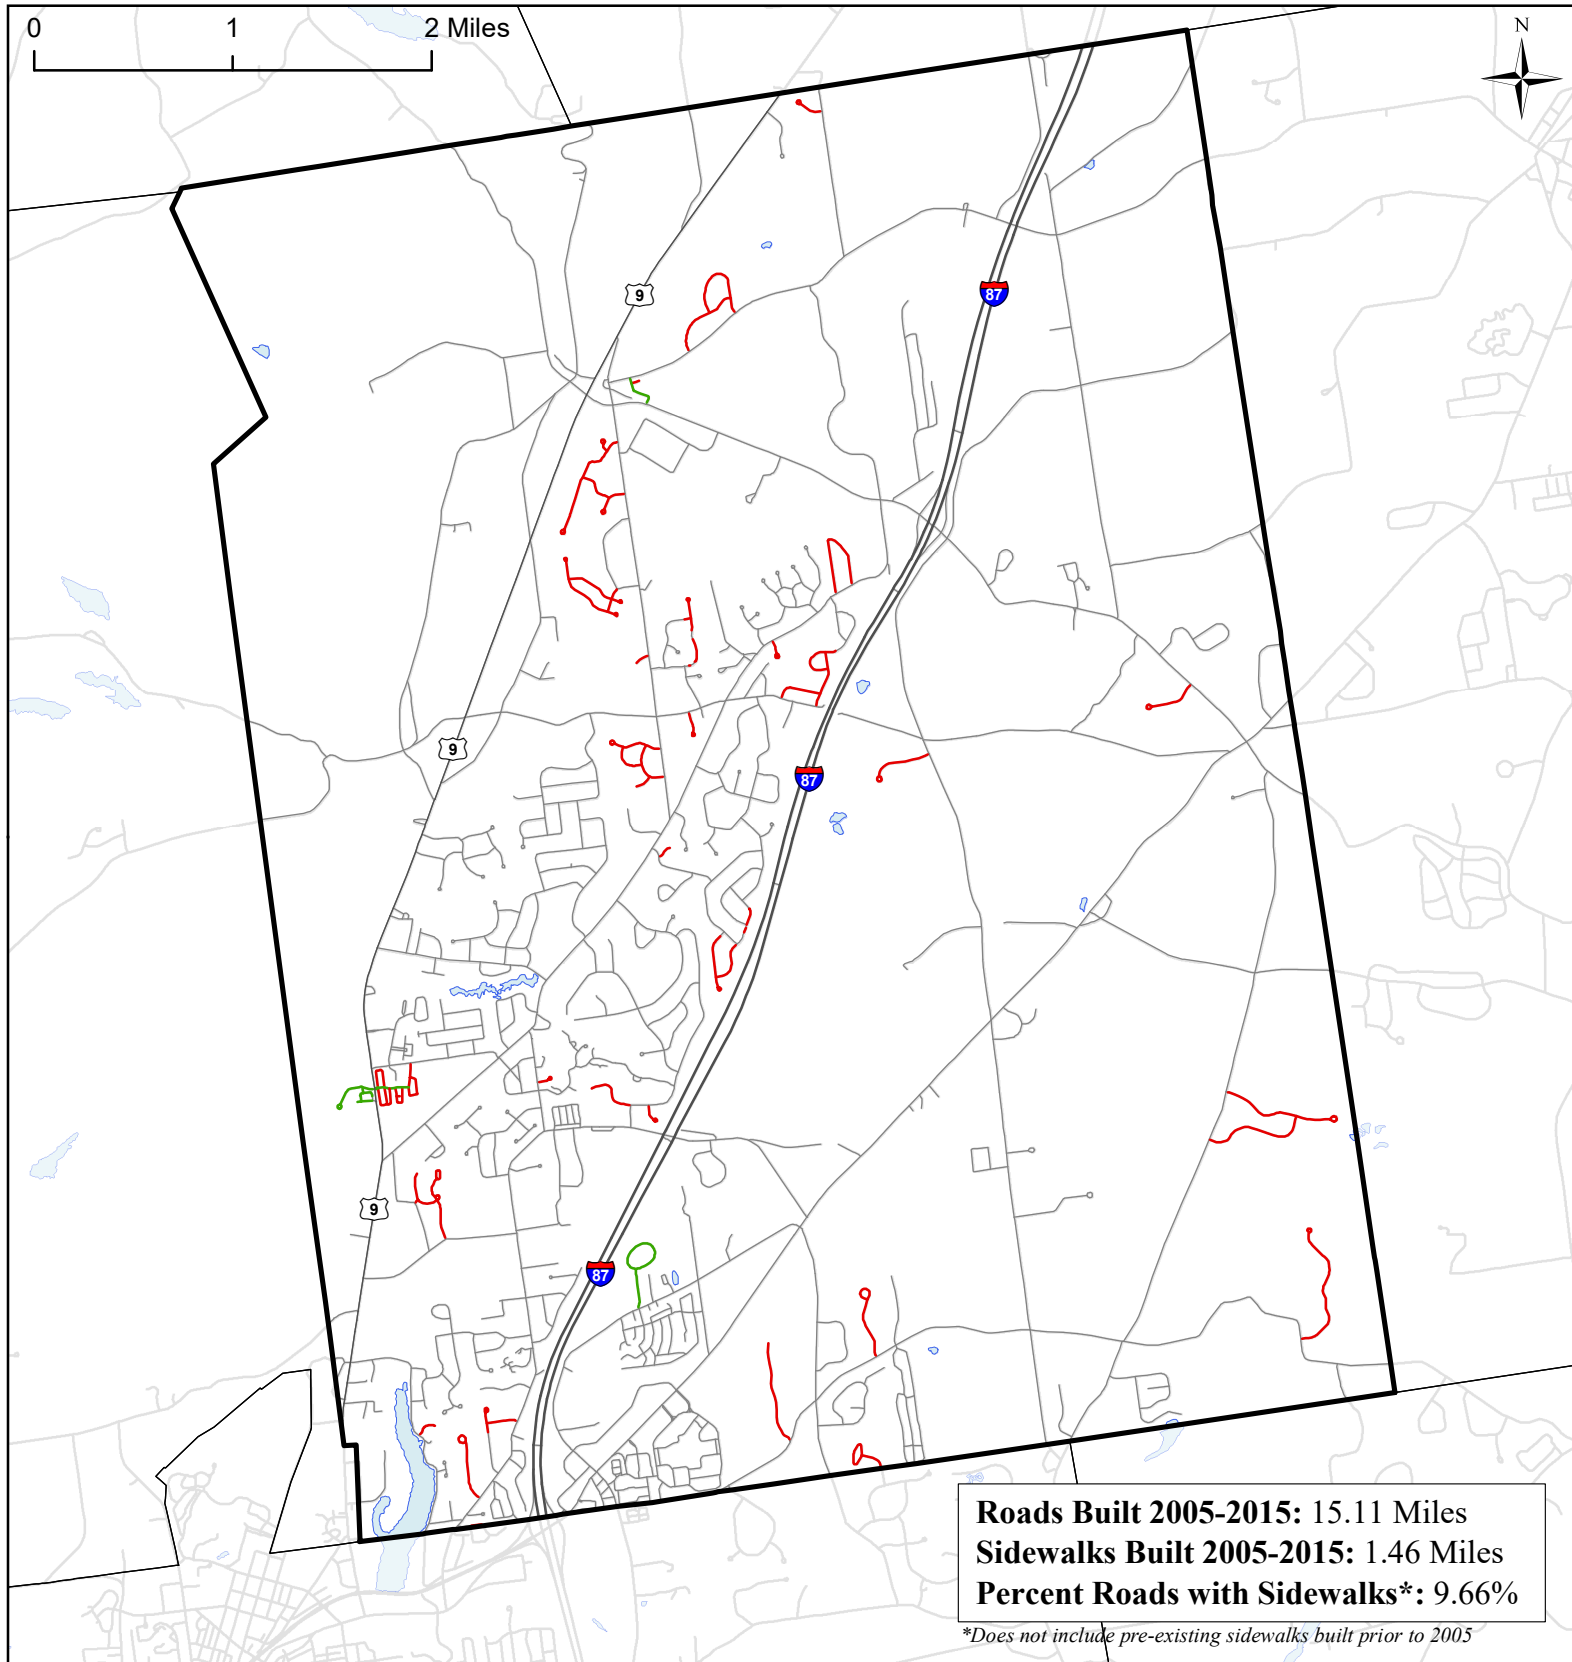 0 1 2 Miles
N
87
9
9
87
9
87
Roads Built 2005-2015: 15.11 Miles
Sidewalks Built 2005-2015: 1.46 Miles
Percent Roads with Sidewalks*: 9.66%
*Does not include pre-existing sidewalks built prior to 2005